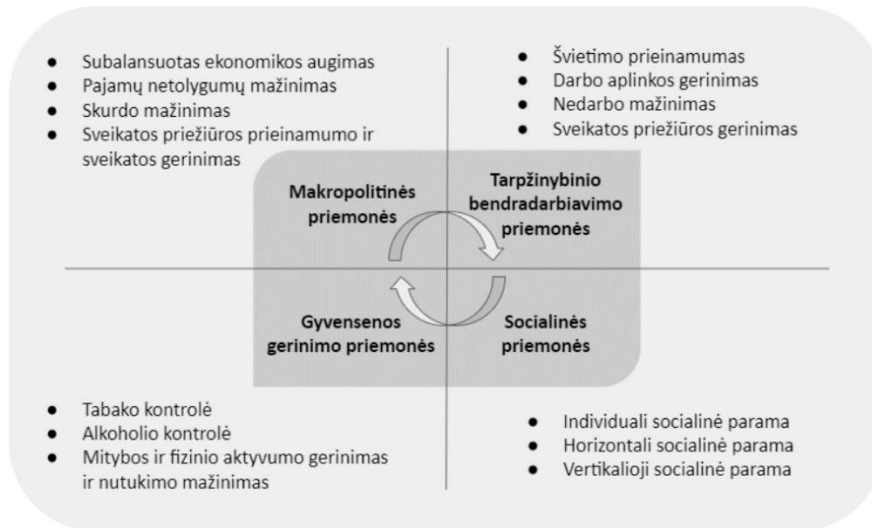 ● Subalansuotas ekonomikos augimas
● Pajamų netolygumų mažinimas
● Skurdo mažinimas
● Sveikatos priežiūros prieinamumo ir
sveikatos gerinimas
● Švietimo prieinamumas
● Darbo aplinkos gerinimas
● Nedarbo mažinimas
● Sveikatos priežiūros gerinimas
Makropolitinės
priemonės
Tarpžinybinio
bendradarbiavimo
priemonės
Gyvensenos
gerinimo priemonės
Socialinės
priemonės
● Tabako kontrolė
● Alkoholio kontrolė
● Mitybos ir fizinio aktyvumo gerinimas
ir nutukimo mažinimas
● Individuali socialinė parama
● Horizontali socialinė parama
● Vertikalioji socialinė parama